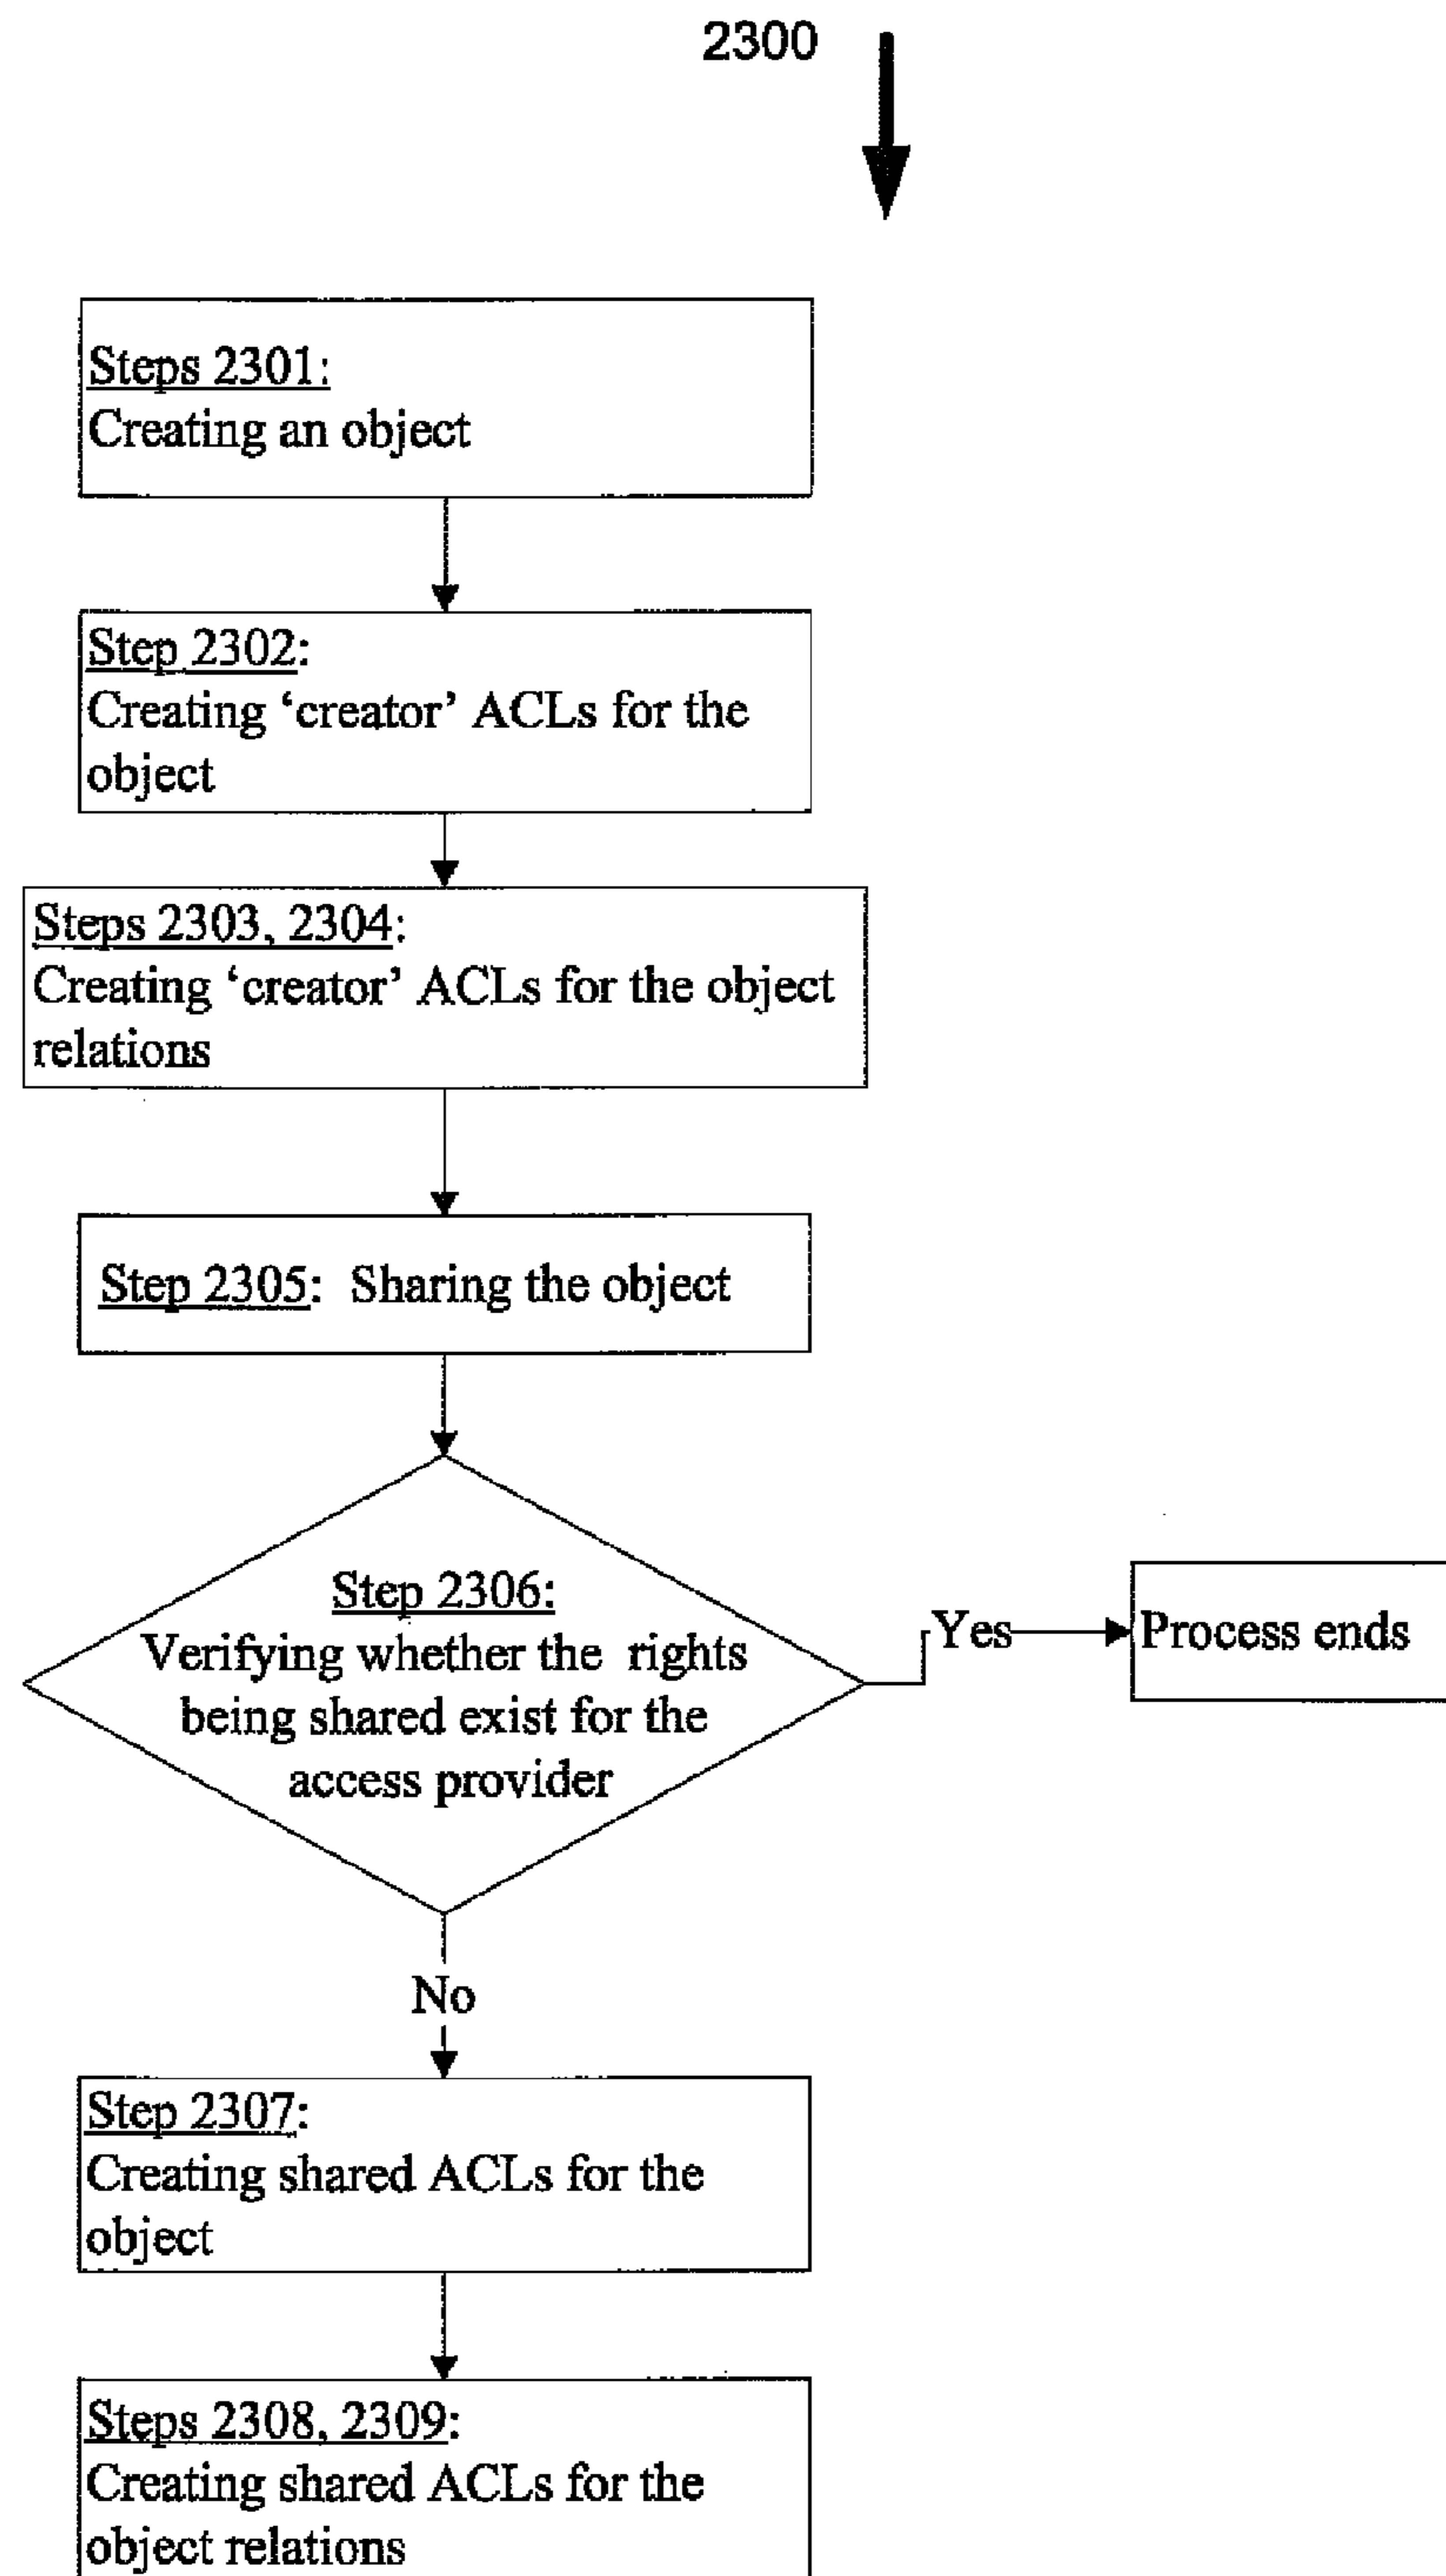 2300
Steps 2301:
Creating an object
Step 2302:
Creating ‘creator’ ACLs for the
object
Steps 2303, 2304:
Creating ‘creator’ ACLs for the object
relations
Step 2305: Sharing the object
Step 2306:
Verifying whether the rights
being shared exist for the
access provider
Yes
Process ends
No
Step 2307:
Creating shared ACLs for the
object
Steps 2308, 2309:
Creating shared ACLs for the
object relations